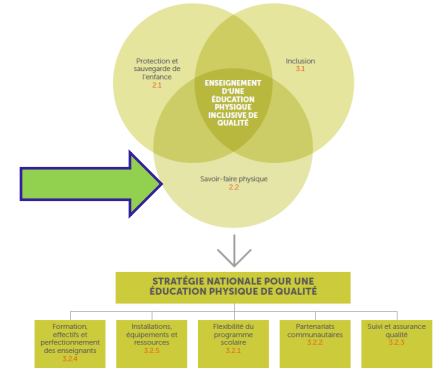 Protection et
sauvegarde de
l'enfance
2.1
Inclusion
3.1
ENSEIGNEMENT
D'UNE
ÉDUCATION
PHYSIQUE
INCLUSIVE DE
QUALITÉ
Savoir-faire physique
2.2
STRATÉGIE NATIONALE POUR UNE
ÉDUCATION PHYSIQUE DE QUALITÉ
Formation,
effectifs et
perfectionnement
des enseignants
3.2.4
Installations,
équipements et
ressources
3.2.5
Flexibilité du
programme
scolaire
3.2.1
Partenariats
communautaires
3.2.2
Suivi et assurance
qualité
3.2.3